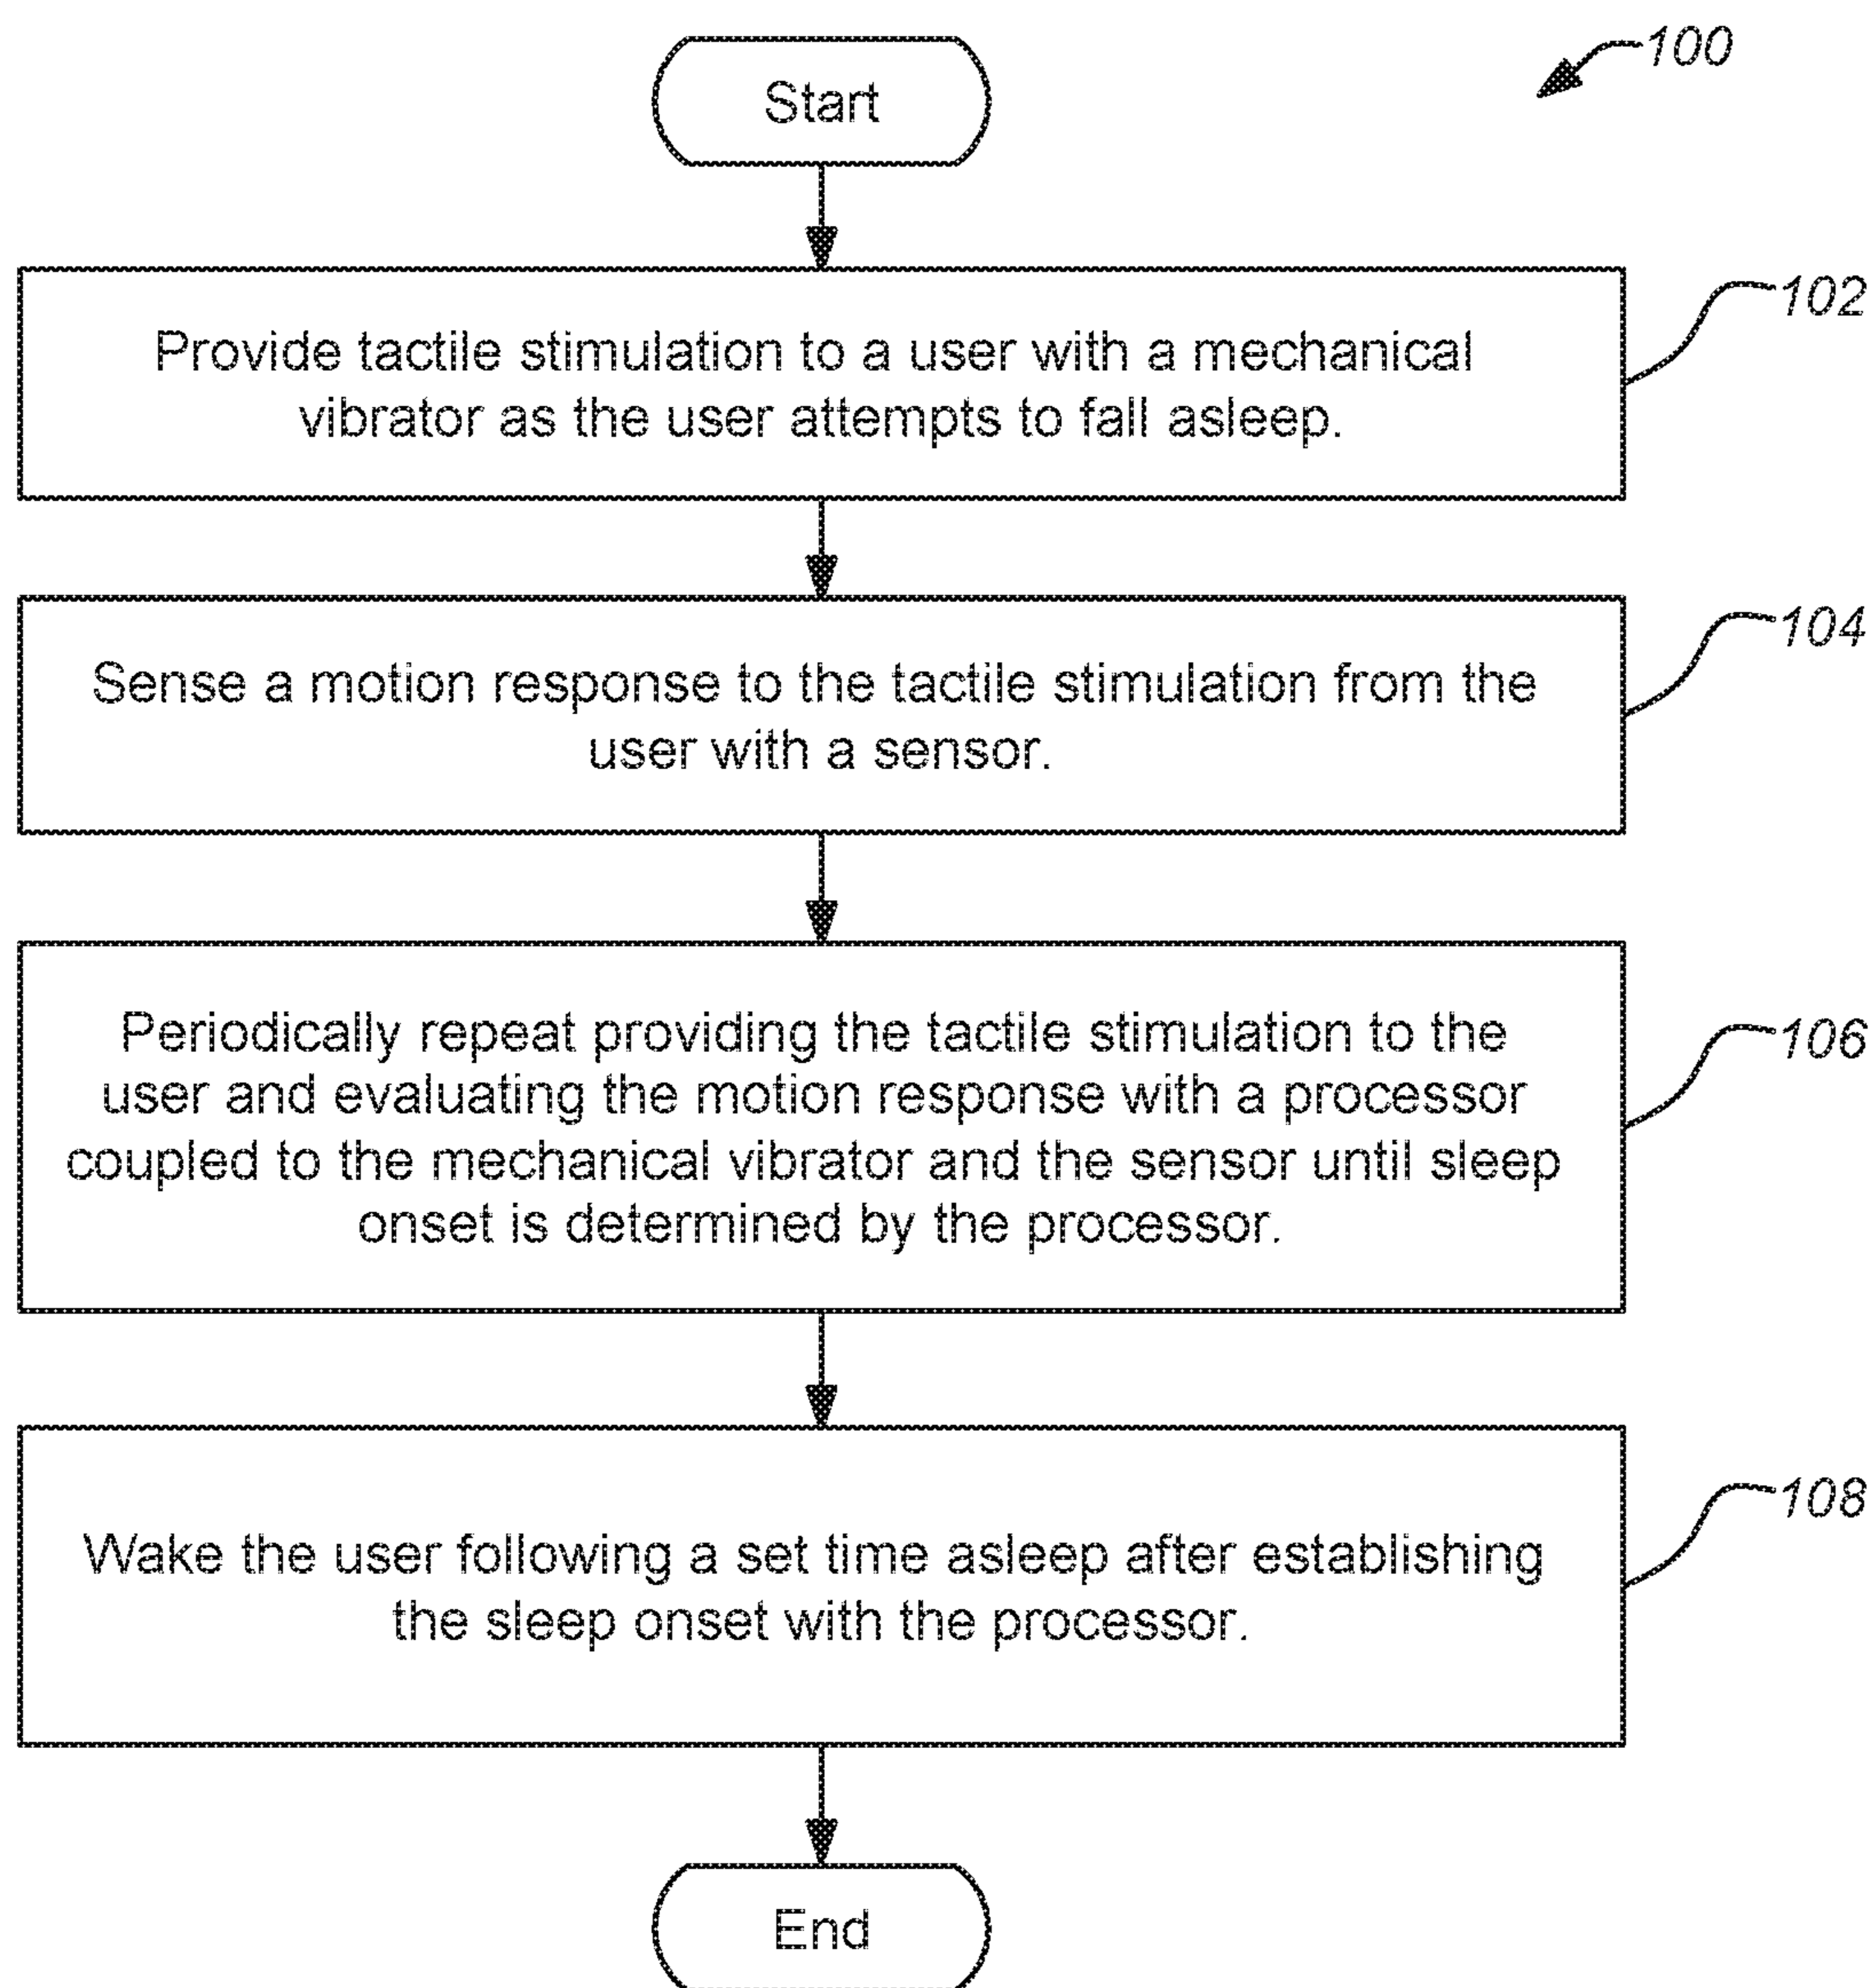 100
Start
102
Provide tactile stimulation to a user with a mechanical
vibrator as the user attempts to fall asleep.
104
Sense a motion response to the tactile stimulation from the
user with a sensor.
106
Periodically repeat providing the tactile stimulation to the
user and evaluating the motion response with a processor
coupled to the mechanical vibrator and the sensor until sleep
onset is determined by the processor.
108
Wake the user following a set time asleep after establishing
the sleep onset with the processor.
End